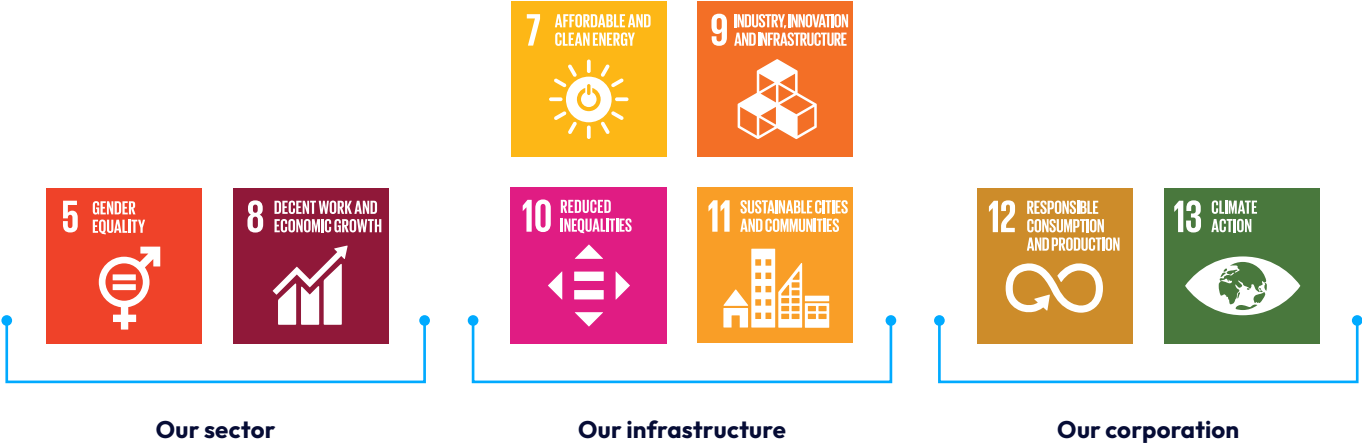 7 AFFORDABLE AND
CLEAN ENERGY
9 INDUSTRY, INNOVATION
AND INFRASTRUCTURE
5 GENDER
EQUALITY
8 DECENT WORK AND
ECONOMIC GROWTH
10 REDUCED
INEQUALITIES
11 SUSTAINABLE CITIES
AND COMMUNITIES
12 RESPONSIBLE
CONSUMPTION
AND PRODUCTION
13 CLIMATE
ACTION
Our sector
Our infrastructure
Our corporation